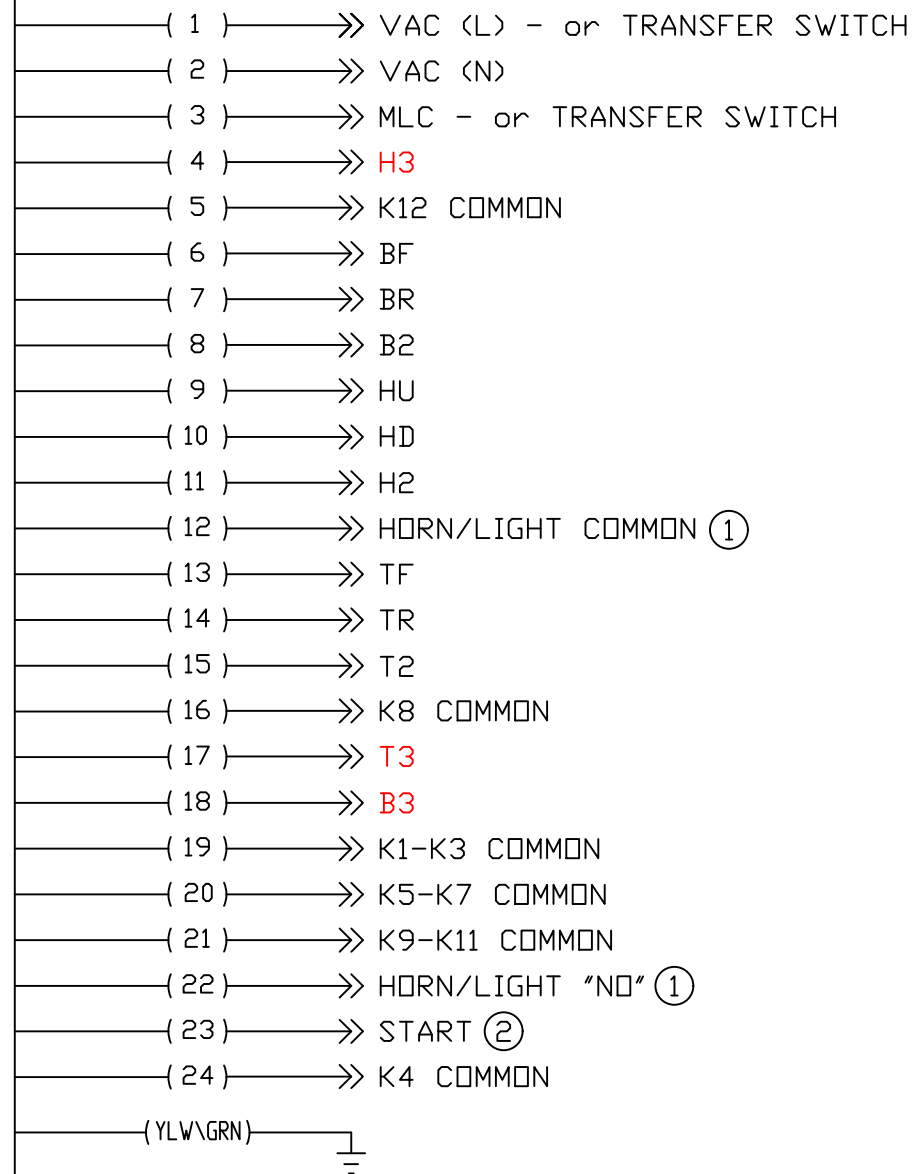 ( 1 ) VAC (L) - or TRANSFER SWITCH
( 2 ) VAC (N)
( 3 ) MLC - or TRANSFER SWITCH
( 4 ) H3
( 5 ) K12 COMMON
( 6 ) BF
( 7 ) BR
( 8 ) B2
( 9 ) HU
( 10 ) HD
( 11 ) H2
( 12 ) HORN/LIGHT COMMON 1
( 13 ) TF
( 14 ) TR
( 15 ) T2
( 16 ) K8 COMMON
( 17 ) T3
( 18 ) B3
( 19 ) K1-K3 COMMON
( 20 ) K5-K7 COMMON
( 21 ) K9-K11 COMMON
( 22 ) HORN/LIGHT "NO" 1
( 23 ) START 2
( 24 ) K4 COMMON
(YLW\GRN)